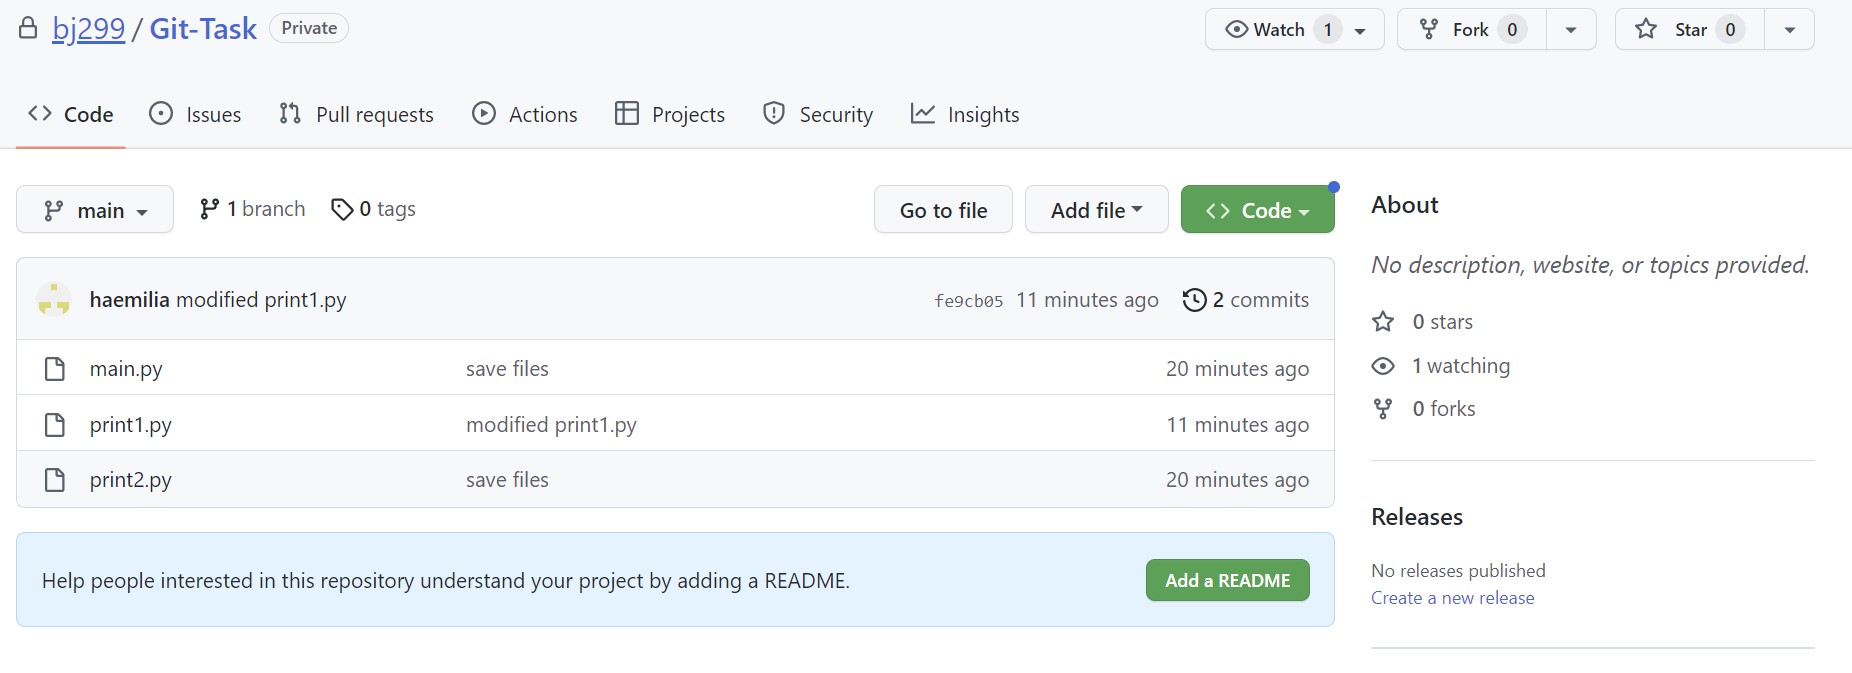 bj299 / Git-Task Private
Watch 1 Fork 0 Star 0
Code Issues Pull requests Actions Projects Security Insights
main 1 branch 0 tags Go to file Add file Code
haemilia modified print1.py fe9cb05 11 minutes ago 2 commits
main.py save files 20 minutes ago
print1.py modified print1.py 11 minutes ago
print2.py save files 20 minutes ago
Help people interested in this repository understand your project by adding a README. Add a README
About
No description, website, or topics provided.
0 stars
1 watching
0 forks
Releases
No releases published
Create a new release